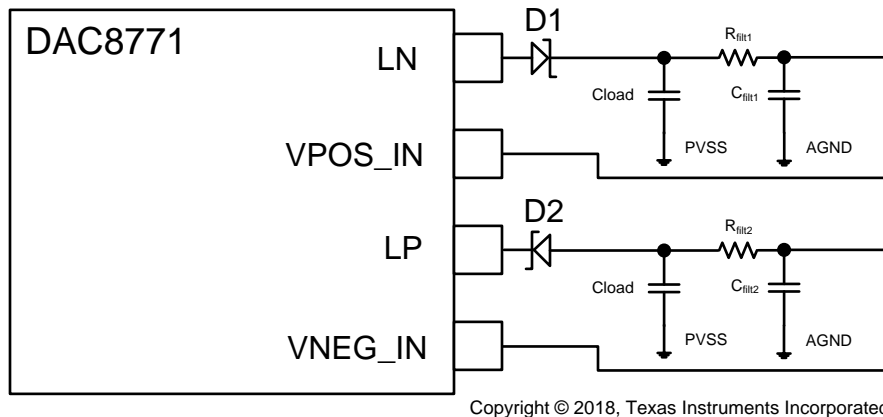 DAC8771
LN
D1
Rfilt1
Cload
Cfilt1
PVSS
AGND
VPOS_IN
LP
D2
Rfilt2
Cload
Cfilt2
PVSS
AGND
VNEG_IN
Copyright © 2018, Texas Instruments Incorporated